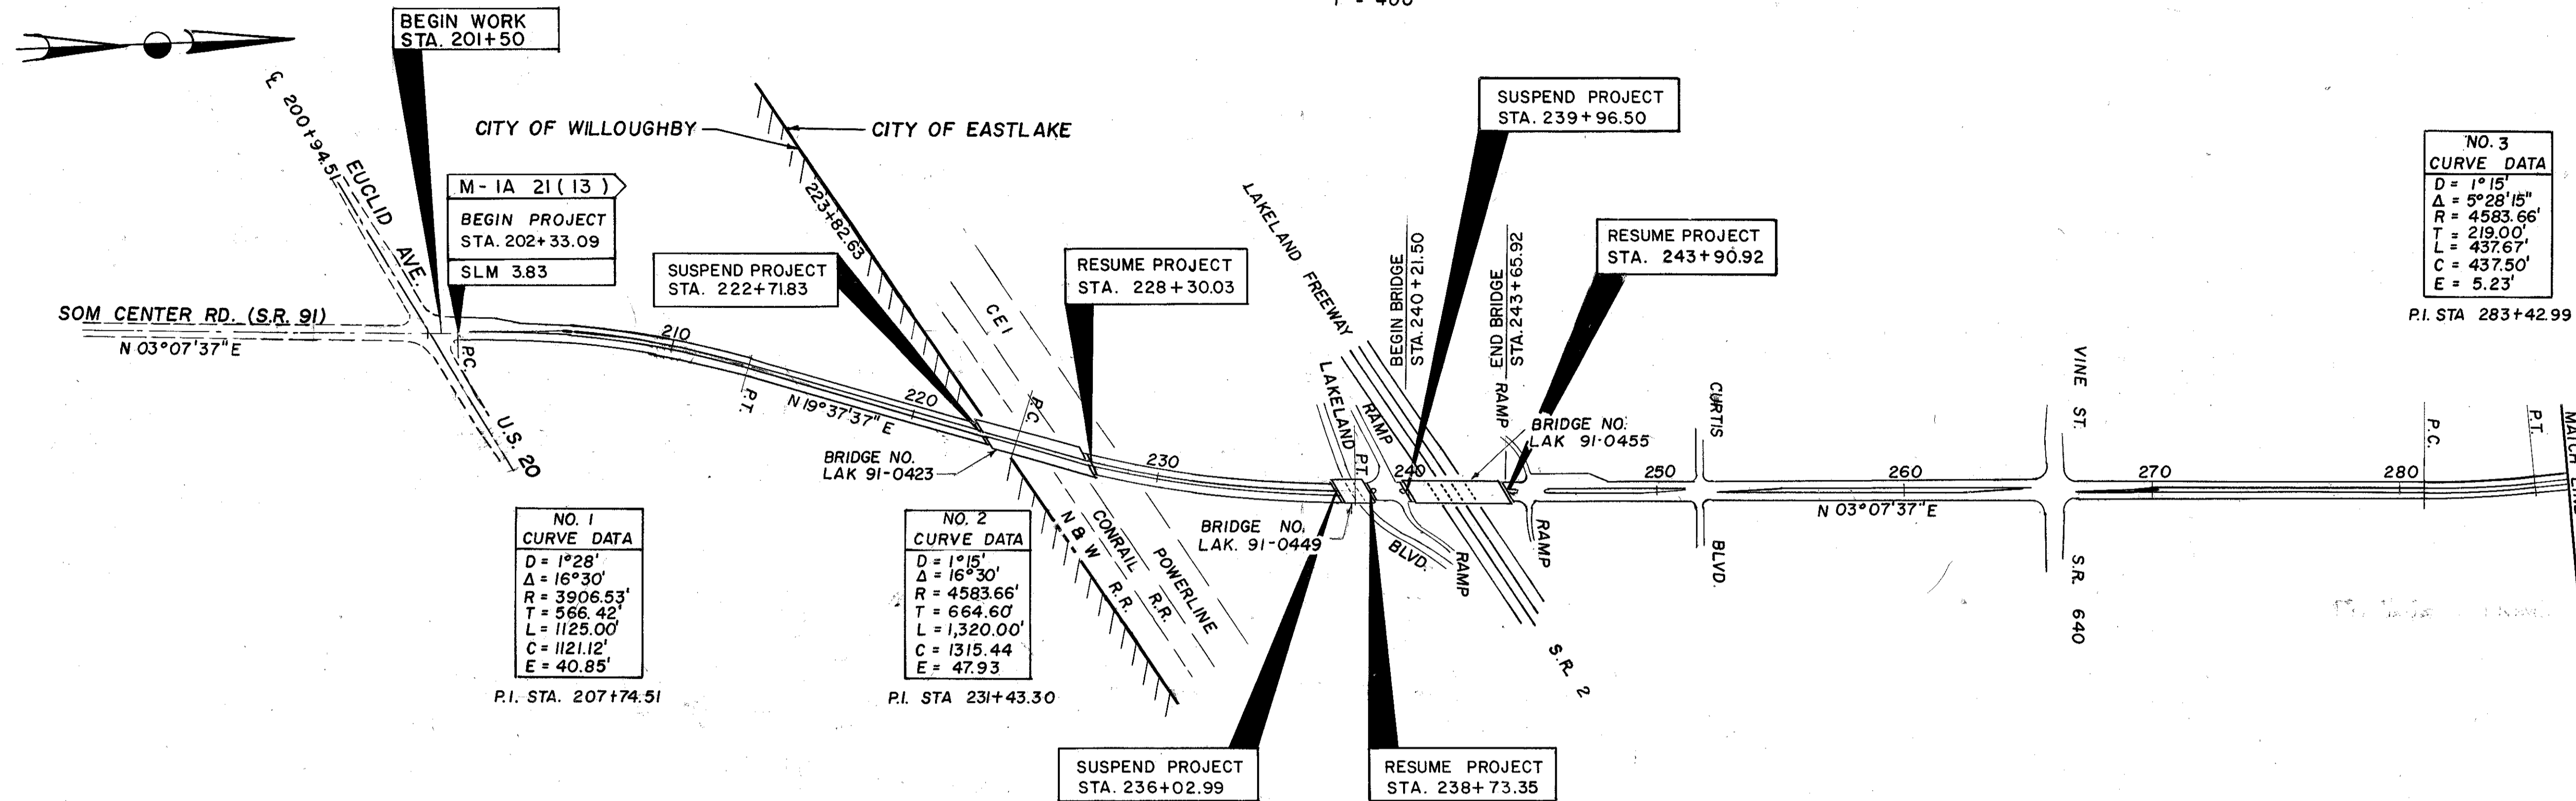 1" = 400'
BEGIN WORK
STA. 201+50
℄ 200+94.51
EUCLID AVE.
CITY OF WILLOUGHBY
CITY OF EASTLAKE
M-1A 21 ( 13 )
BEGIN PROJECT
STA. 202+33.09
SLM 3.83
SOM CENTER RD. (S.R. 91)
N 03°07'37" E
P.C.
U.S. 20
210
P.T.
N 19°37'37" E
220
SUSPEND PROJECT
STA. 222+71.83
223+82.63
BRIDGE NO.
LAK 91-0423
P.C.
CEI
POWERLINE
CONRAIL R.R.
N & W R.R.
RESUME PROJECT
STA. 228+30.03
230
NO. 1
CURVE DATA
D = 1°28'
Δ = 16°30'
R = 3906.53'
T = 566.42'
L = 1125.00'
C = 1121.12'
E = 40.85'
P.I. STA. 207+74.51
NO. 2
CURVE DATA
D = 1°15'
Δ = 16°30'
R = 4583.66'
T = 664.60'
L = 1,320.00'
C = 1315.44
E = 47.93
P.I. STA 231+43.30
SUSPEND PROJECT
STA. 236+02.99
RESUME PROJECT
STA. 238+73.35
BRIDGE NO.
LAK. 91-0449
LAKELAND
BLVD.
P.T.
RAMP
RAMP
LAKELAND FREEWAY
S.R. 2
BEGIN BRIDGE
STA. 240+21.50
240
SUSPEND PROJECT
STA. 239+96.50
END BRIDGE
STA. 243+65.92
RAMP
RAMP
RESUME PROJECT
STA. 243+90.92
BRIDGE NO.
LAK 91-0455
250
CURTIS
BLVD.
260
N 03°07'37" E
VINE ST.
S.R. 640
270
280
P.C.
P.T.
MATCH LINE
NO. 3
CURVE DATA
D = 1°15'
Δ = 5°28'15"
R = 4583.66'
T = 219.00'
L = 437.67'
C = 437.50'
E = 5.23'
P.I. STA 283+42.99